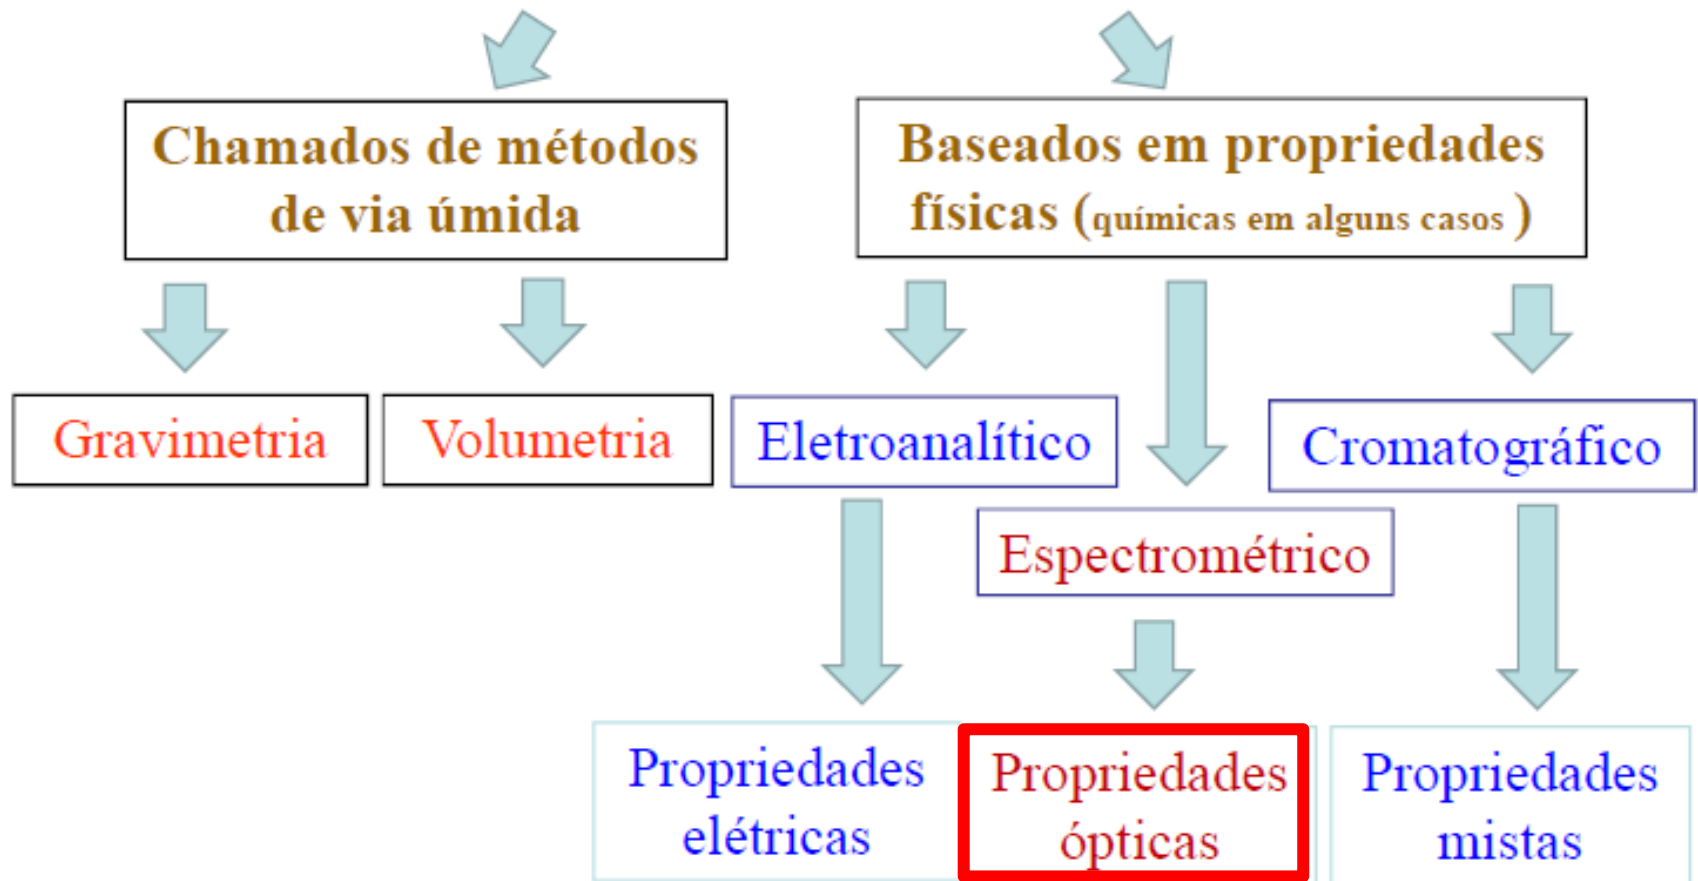 Chamados de métodos
de via úmida
Baseados em propriedades
físicas (químicas em alguns casos )
Gravimetria
Volumetria
Eletroanalítico
Cromatográfico
Espectrométrico
Propriedades
elétricas
Propriedades
ópticas
Propriedades
mistas